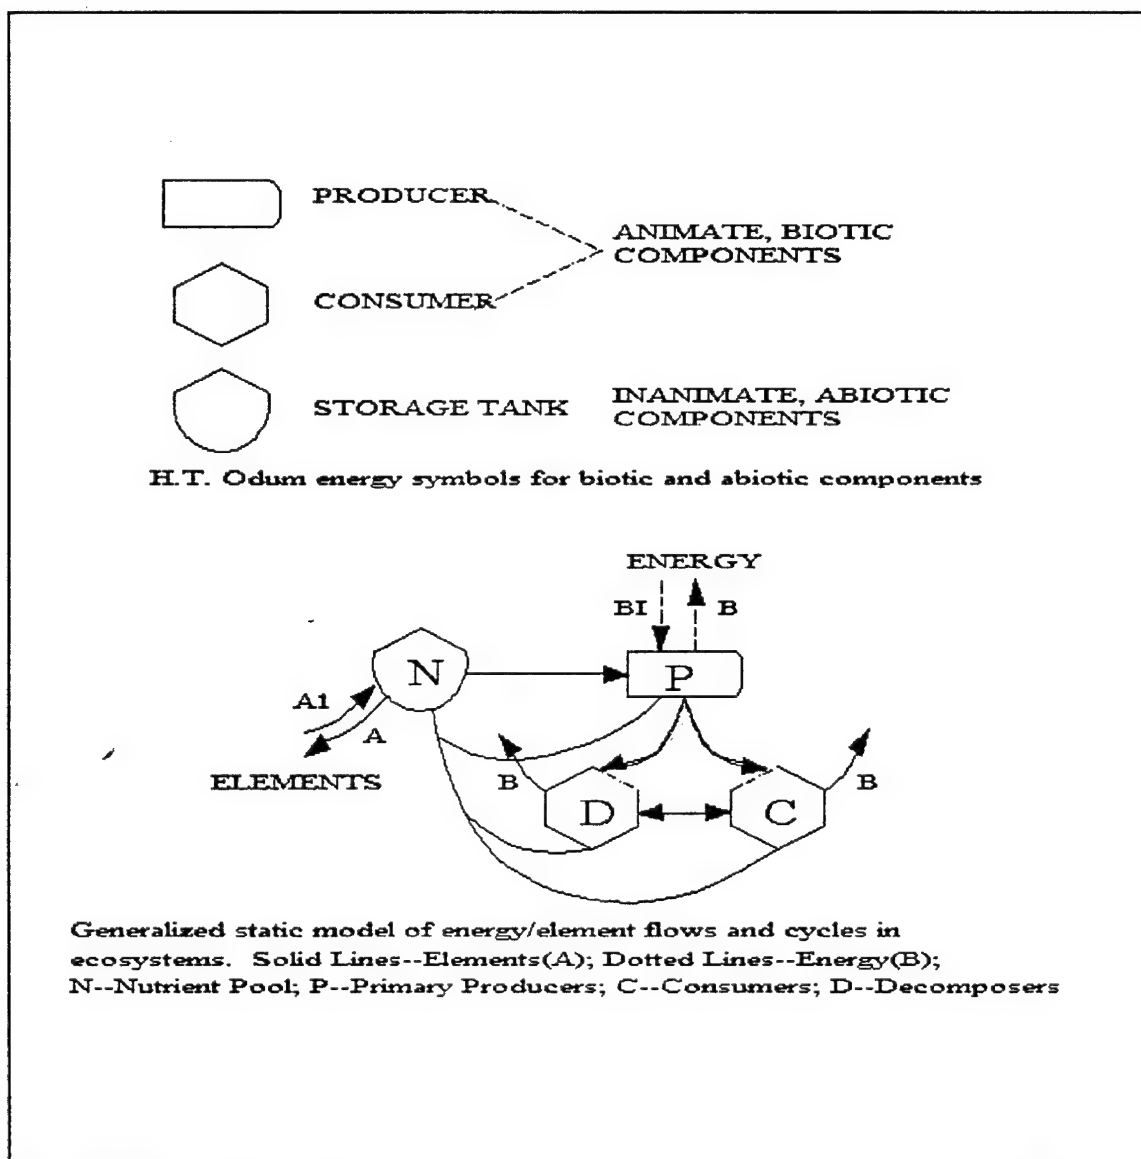 PRODUCER
ANIMATE, BIOTIC
COMPONENTS
CONSUMER
STORAGE TANK
INANIMATE, ABIOTIC
COMPONENTS
H.T. Odum energy symbols for biotic and abiotic components
ENERGY
BI
B
N
P
A1
A
ELEMENTS
B
B
D
C
Generalized static model of energy/element flows and cycles in
ecosystems. Solid Lines--Elements(A); Dotted Lines--Energy(B);
N--Nutrient Pool; P--Primary Producers; C--Consumers; D--Decomposers